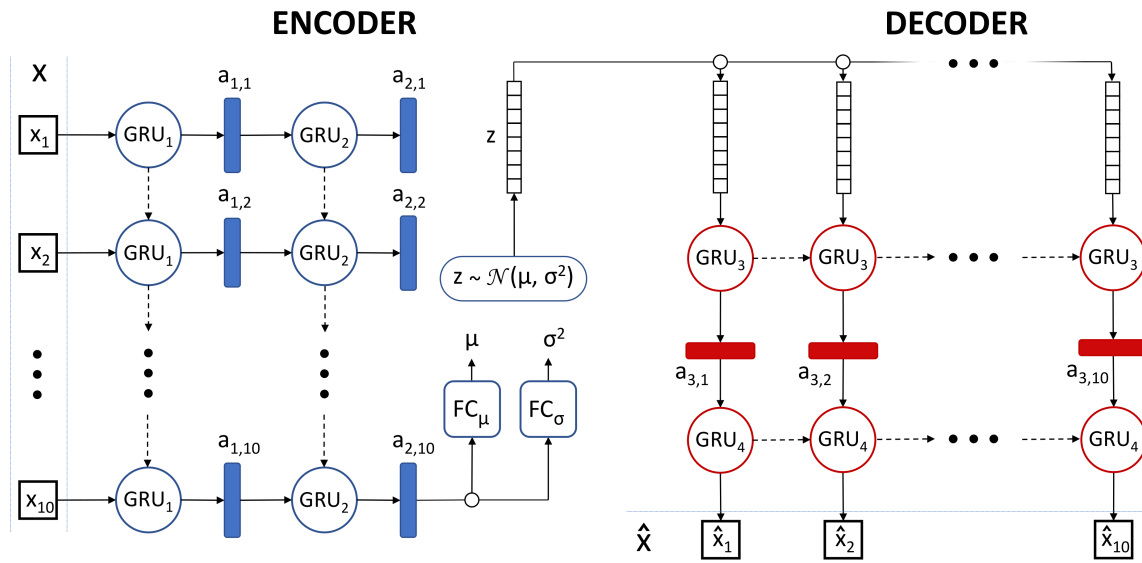 ENCODER
X
a1,1
a2,1
x1
GRU1
GRU2
a1,2
a2,2
x2
GRU1
GRU2
a1,10
a2,10
x10
GRU1
GRU2
μ
σ²
FCμ
FCσ
z
z ~ 𝒩(μ, σ²)
DECODER
GRU3
GRU3
GRU3
a3,1
a3,2
a3,10
GRU4
GRU4
GRU4
X̂
x̂1
x̂2
x̂10